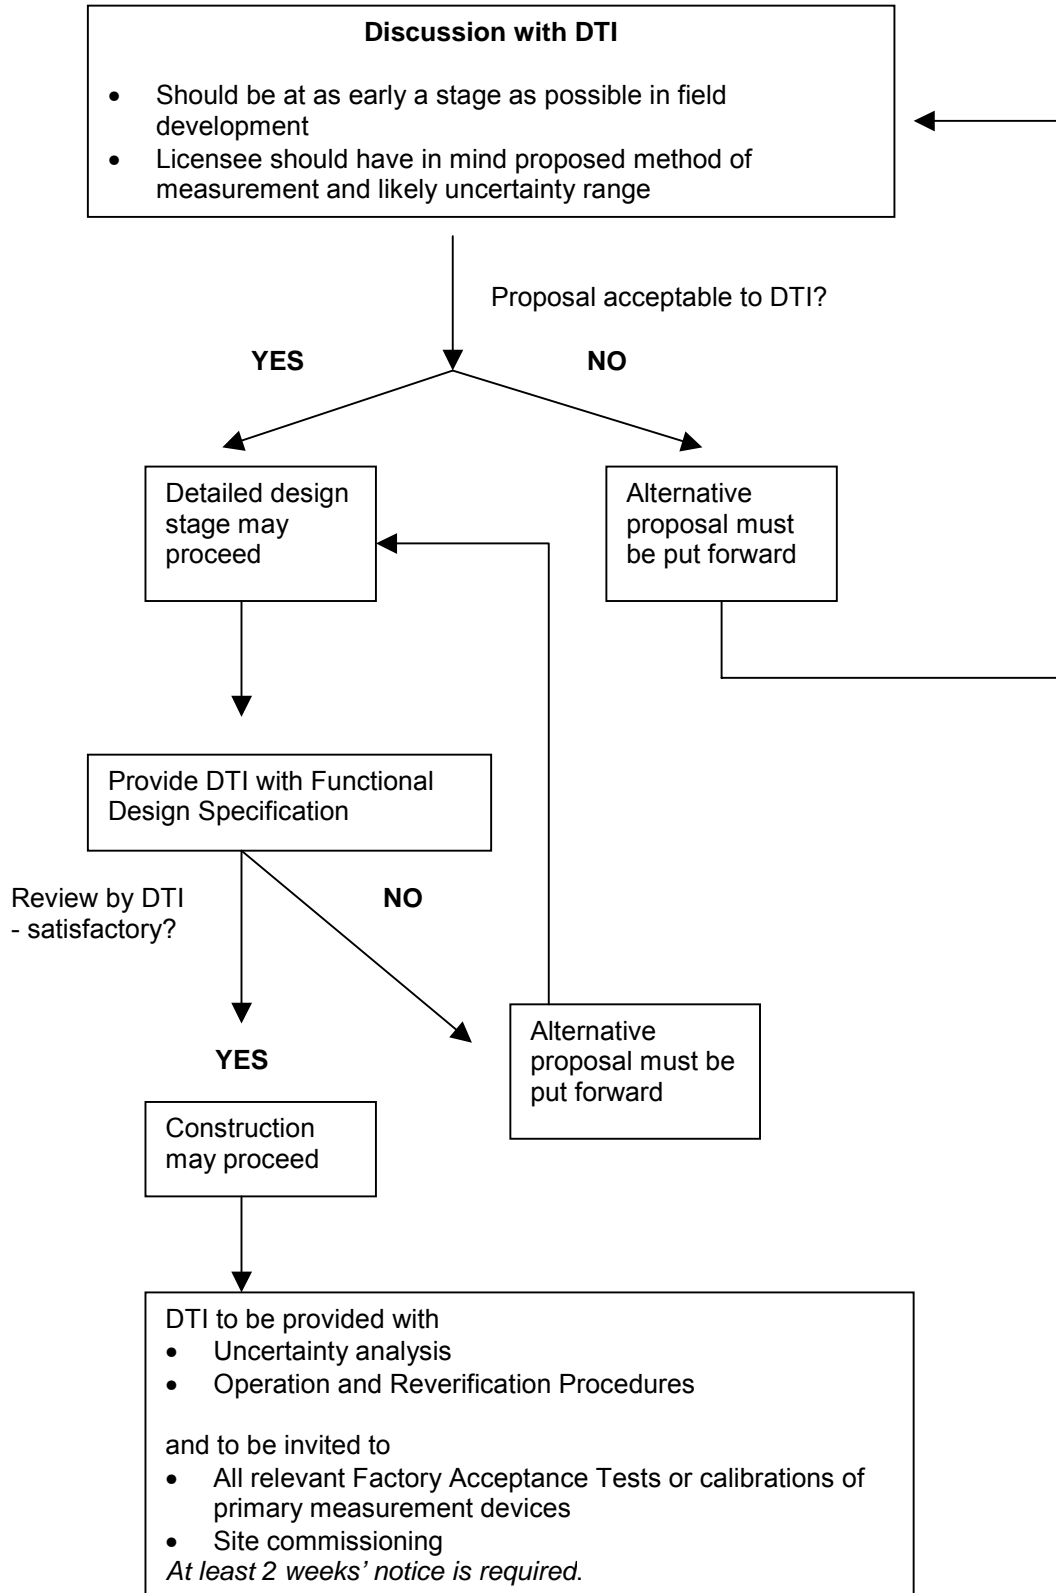 Discussion with DTI
• Should be at as early a stage as possible in field
development
• Licensee should have in mind proposed method of
measurement and likely uncertainty range
Proposal acceptable to DTI?
YES
NO
Detailed design
stage may
proceed
Alternative
proposal must
be put forward
Provide DTI with Functional
Design Specification
Review by DTI
- satisfactory?
NO
YES
Alternative
proposal must be
put forward
Construction
may proceed
DTI to be provided with
• Uncertainty analysis
• Operation and Reverification Procedures
and to be invited to
• All relevant Factory Acceptance Tests or calibrations of
primary measurement devices
• Site commissioning
At least 2 weeks’ notice is required.